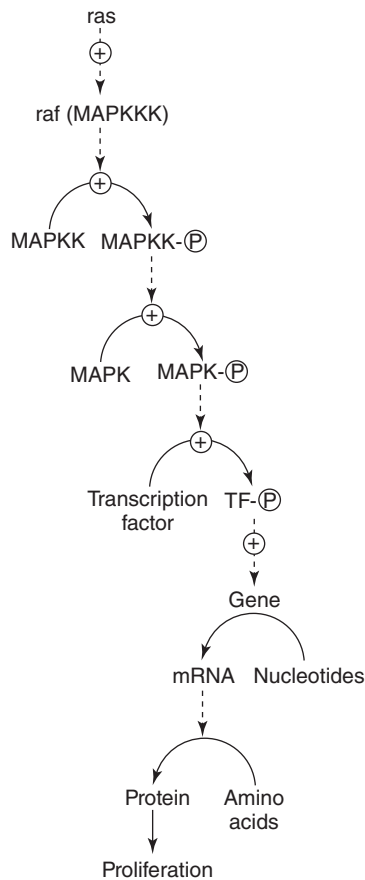 ras
+
raf (MAPKKK)
+
MAPKK MAPKK-Ⓟ
+
MAPK MAPK-Ⓟ
+
Transcription
factor
TF-Ⓟ
+
Gene
mRNA Nucleotides
Protein
Amino
acids
Proliferation